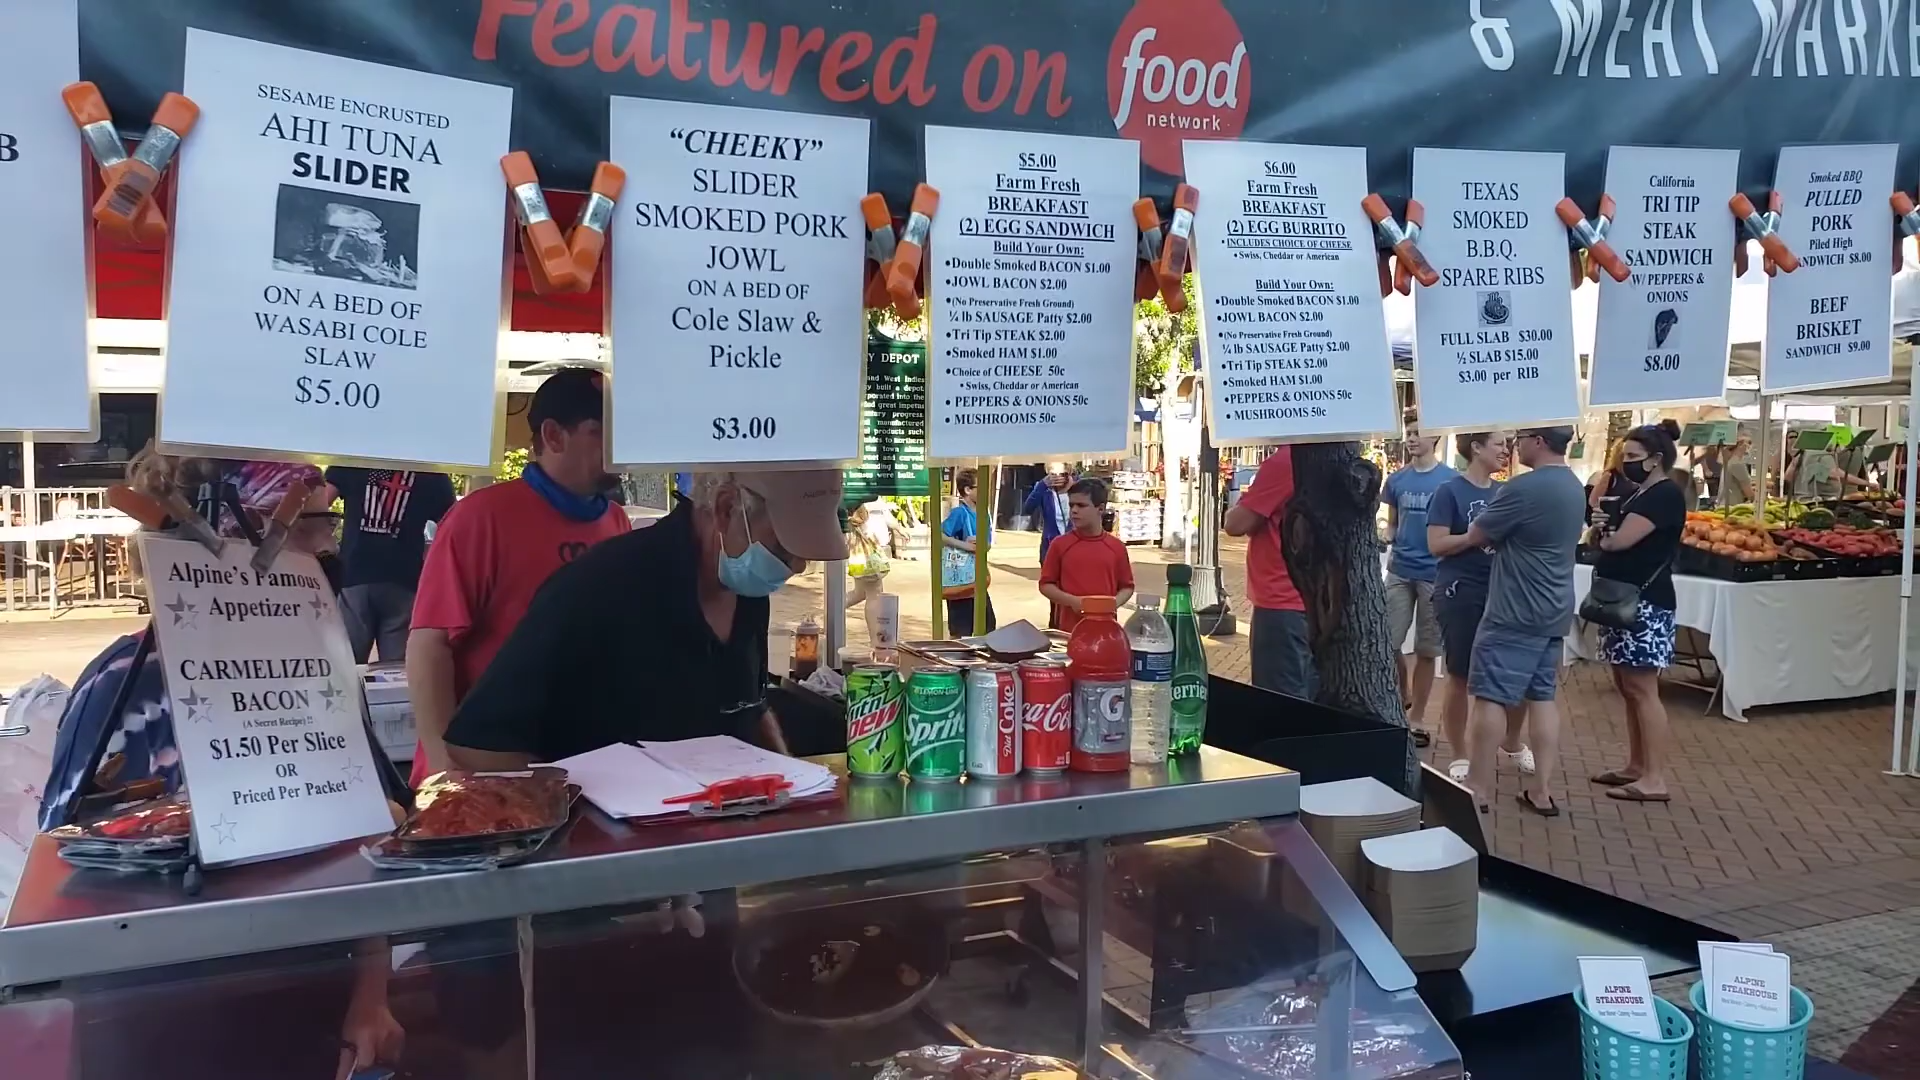 Featured on
food
network
& MEAT MARKE
B
SESAME ENCRUSTED
AHI TUNA
SLIDER
ON A BED OF
WASABI COLE
SLAW
$5.00
“CHEEKY”
SLIDER
SMOKED PORK
JOWL
ON A BED OF
Cole Slaw &
Pickle
$3.00
$5.00
Farm Fresh
BREAKFAST
(2) EGG SANDWICH
Build Your Own:
•Double Smoked BACON $1.00
•JOWL BACON $2.00
(No Preservative Fresh Ground)
¼ lb SAUSAGE Patty $2.00
•Tri Tip STEAK $2.00
•Smoked HAM $1.00
•Choice of CHEESE 50c
• Swiss, Cheddar or American
• PEPPERS & ONIONS 50c
• MUSHROOMS 50c
$6.00
Farm Fresh
BREAKFAST
(2) EGG BURRITO
• INCLUDES CHOICE OF CHEESE
• Swiss, Cheddar or American
Build Your Own:
•Double Smoked BACON $1.00
•JOWL BACON $2.00
•(No Preservative Fresh Ground)
¼ lb SAUSAGE Patty $2.00
•Tri Tip STEAK $2.00
•Smoked HAM $1.00
•PEPPERS & ONIONS 50c
• MUSHROOMS 50c
TEXAS
SMOKED
B.B.Q.
SPARE RIBS
FULL SLAB $30.00
½ SLAB $15.00
$3.00 per RIB
California
TRI TIP
STEAK
SANDWICH
W/ PEPPERS &
ONIONS
$8.00
Smoked BBQ
PULLED
PORK
Piled High
ANDWICH $8.00
BEEF
BRISKET
SANDWICH $9.00
Y DEPOT
and West Indies
Alpine's Famous
Appetizer
CARMELIZED
BACON
(A Secret Recipe) !!
$1.50 Per Slice
OR
Priced Per Packet
mtn
DEW
LEMON-LIME
Sprite
Diet Coke
ORIGINAL TASTE
Coca-Cola
G
Perrier
ALPINE
STEAKHOUSE
ALPINE
STEAKHOUSE